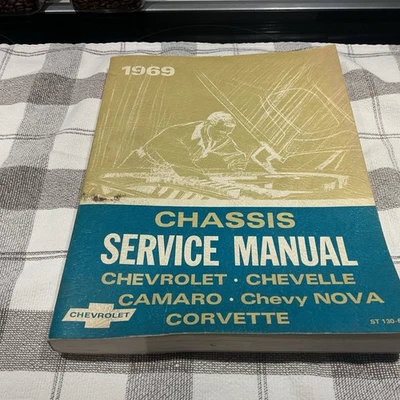 1969
CHASSIS
SERVICE MANUAL
CHEVROLET · CHEVELLE
CAMARO · Chevy NOVA
CORVETTE
CHEVROLET